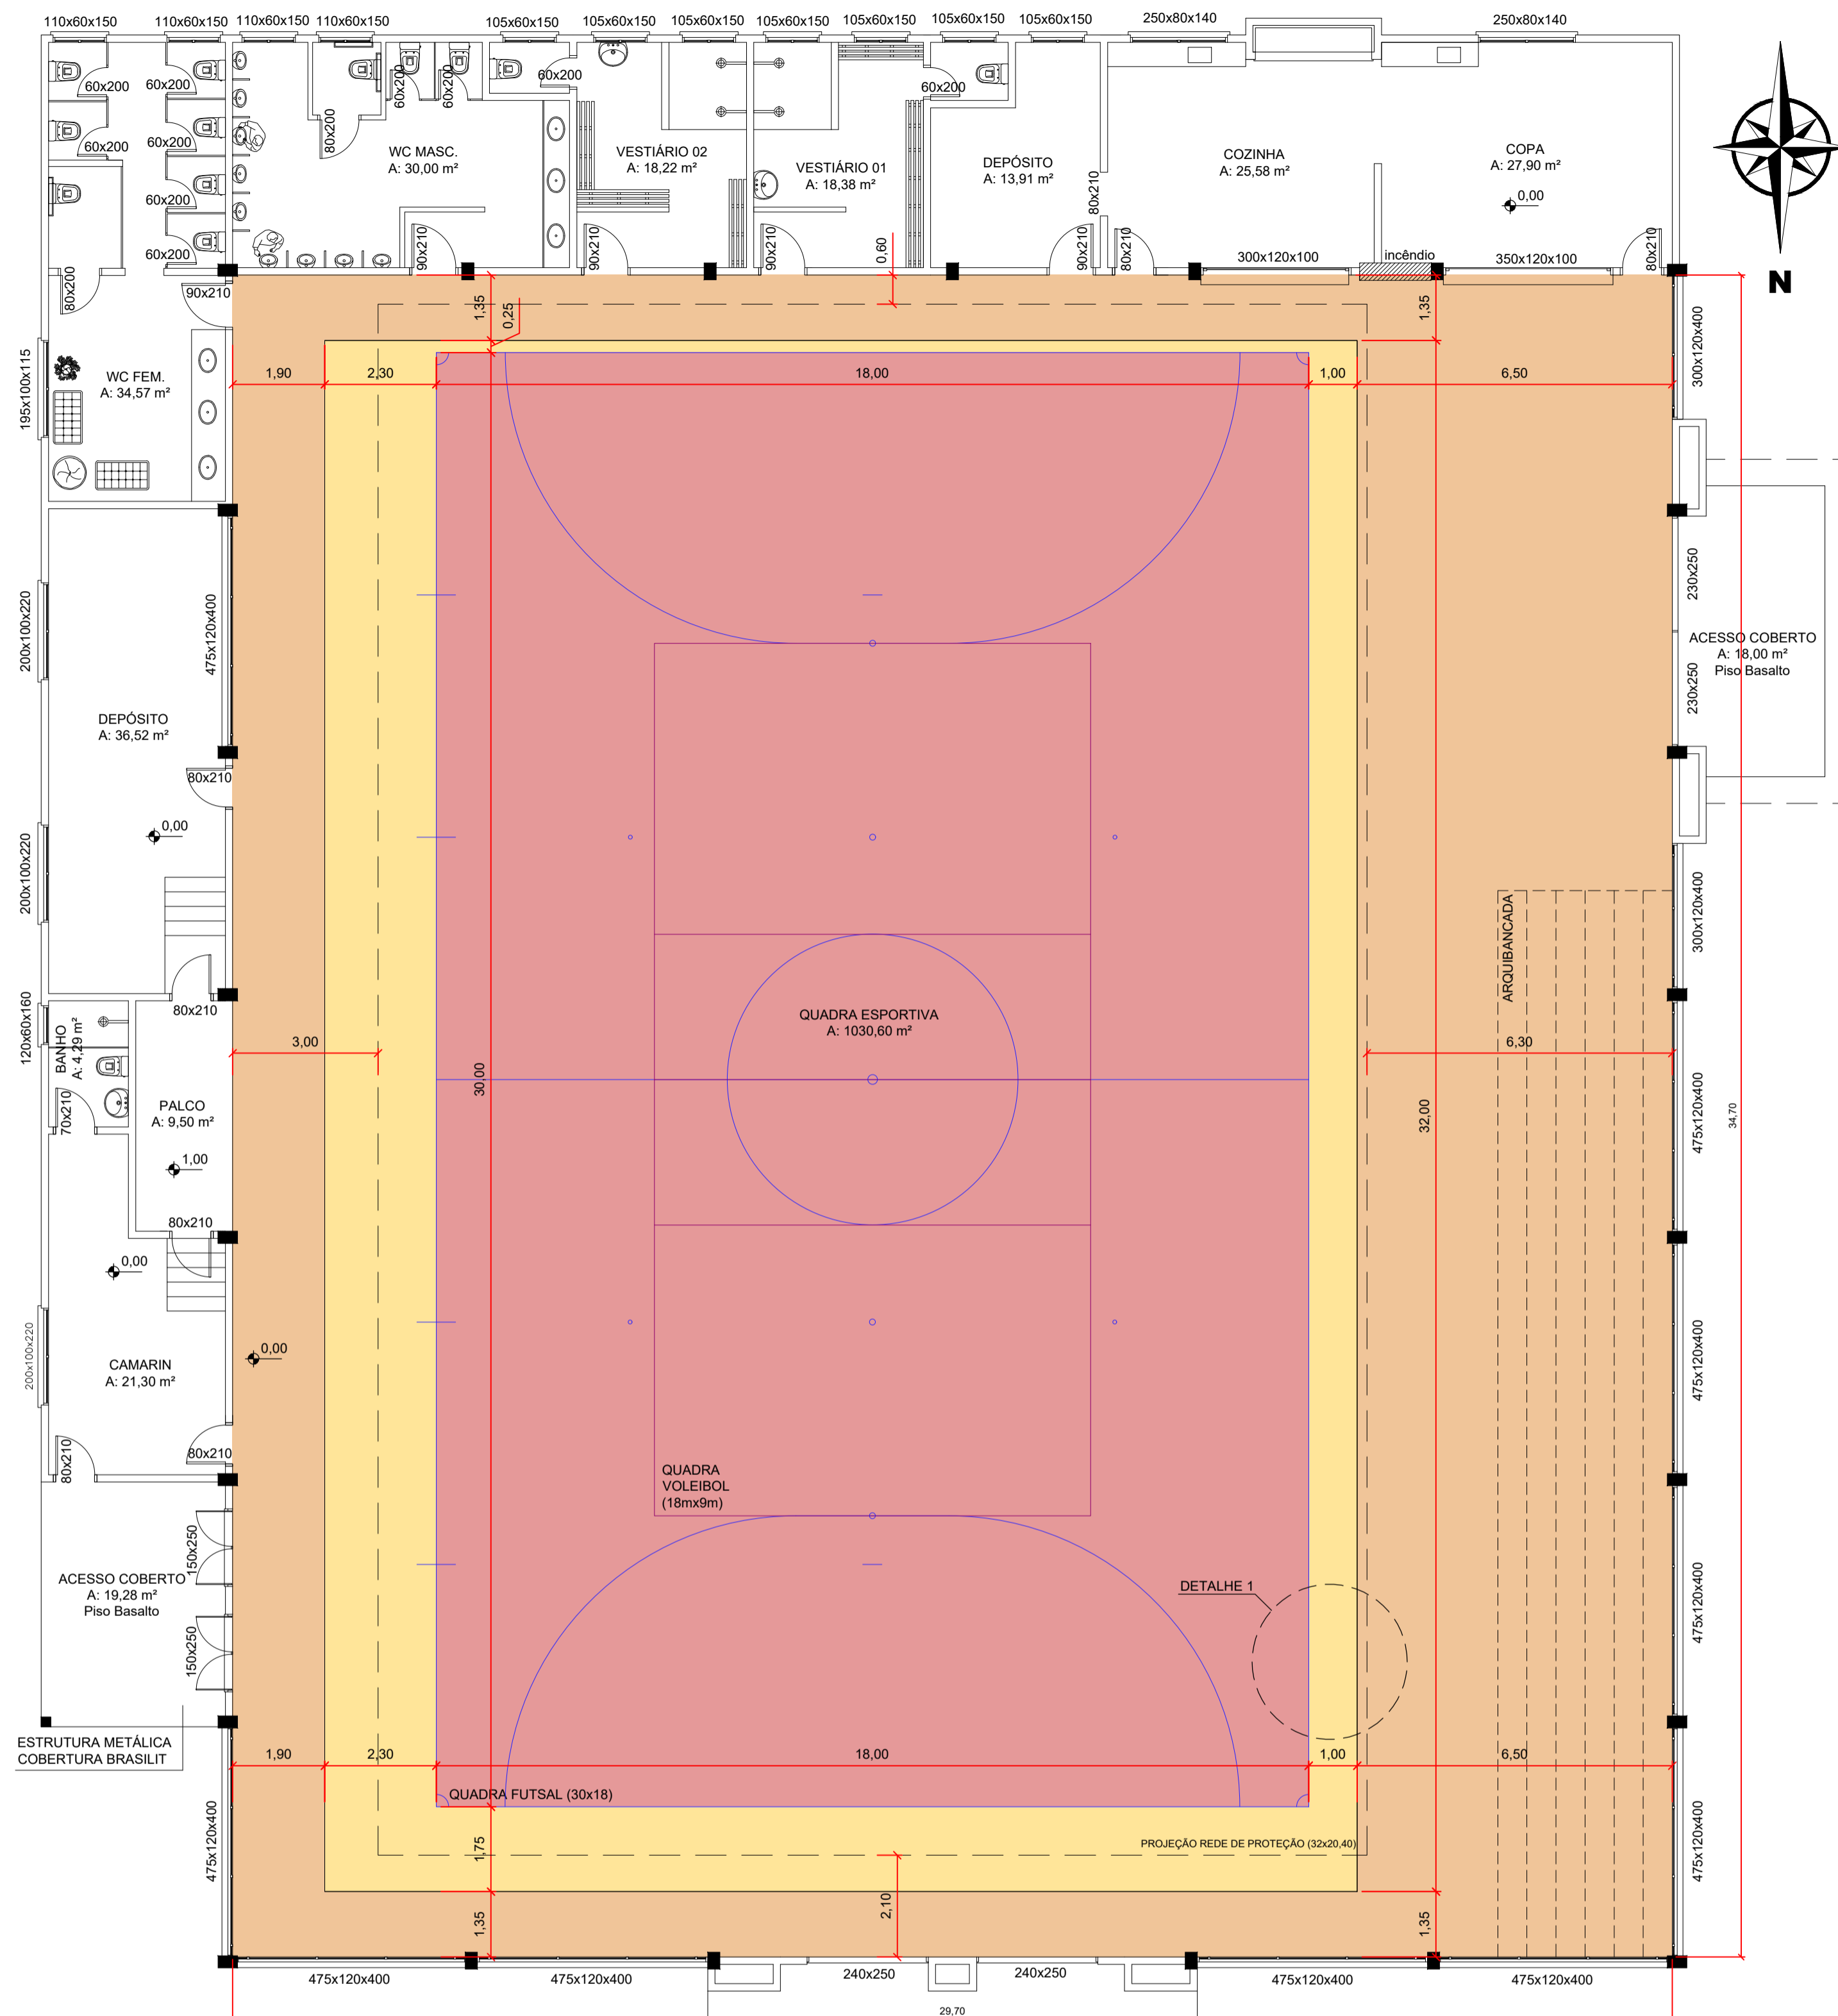 110x60x150
110x60x150
110x60x150
110x60x150
105x60x150
105x60x150
105x60x150
105x60x150
105x60x150
105x60x150
105x60x150
250x80x140
250x80x140
60x200
60x200
60x200
60x200
60x200
60x200
60x200
60x200
60x200
60x200
80x200
80x200
WC MASC.
A: 30,00 m²
VESTIÁRIO 02
A: 18,22 m²
VESTIÁRIO 01
A: 18,38 m²
DEPÓSITO
A: 13,91 m²
COZINHA
A: 25,58 m²
COPA
A: 27,90 m²
0,00
N
80x210
90x210
90x210
90x210
90x210
80x210
80x210
0.60
300x120x100
incêndio
350x120x100
90x210
1,35
0,25
1,35
WC FEM.
A: 34,57 m²
195x100x115
1,90
2,30
18,00
1,00
6,50
300x120x400
200x100x220
475x120x400
230x250
230x250
ACESSO COBERTO
A: 18,00 m²
Piso Basalto
DEPÓSITO
A: 36,52 m²
80x210
0,00
200x100x220
300x120x400
ARQUIBANCADA
80x210
120x60x160
BANHO
A: 4,29 m²
70x210
QUADRA ESPORTIVA
A: 1030,60 m²
3,00
30,00
6,30
32,00
475x120x400
34,70
PALCO
A: 9,50 m²
1,00
80x210
0,00
0,00
200x100x220
CAMARIN
A: 21,30 m²
475x120x400
80x210
80x210
QUADRA
VOLEIBOL
(18mx9m)
150x250
ACESSO COBERTO
A: 19,28 m²
Piso Basalto
150x250
DETALHE 1
475x120x400
ESTRUTURA METÁLICA
COBERTURA BRASILIT
1,90
2,30
18,00
1,00
6,50
QUADRA FUTSAL (30x18)
475x120x400
1,75
PROJEÇÃO REDE DE PROTEÇÃO (32x20,40)
475x120x400
2,10
1,35
1,35
475x120x400
475x120x400
240x250
240x250
475x120x400
475x120x400
29,70